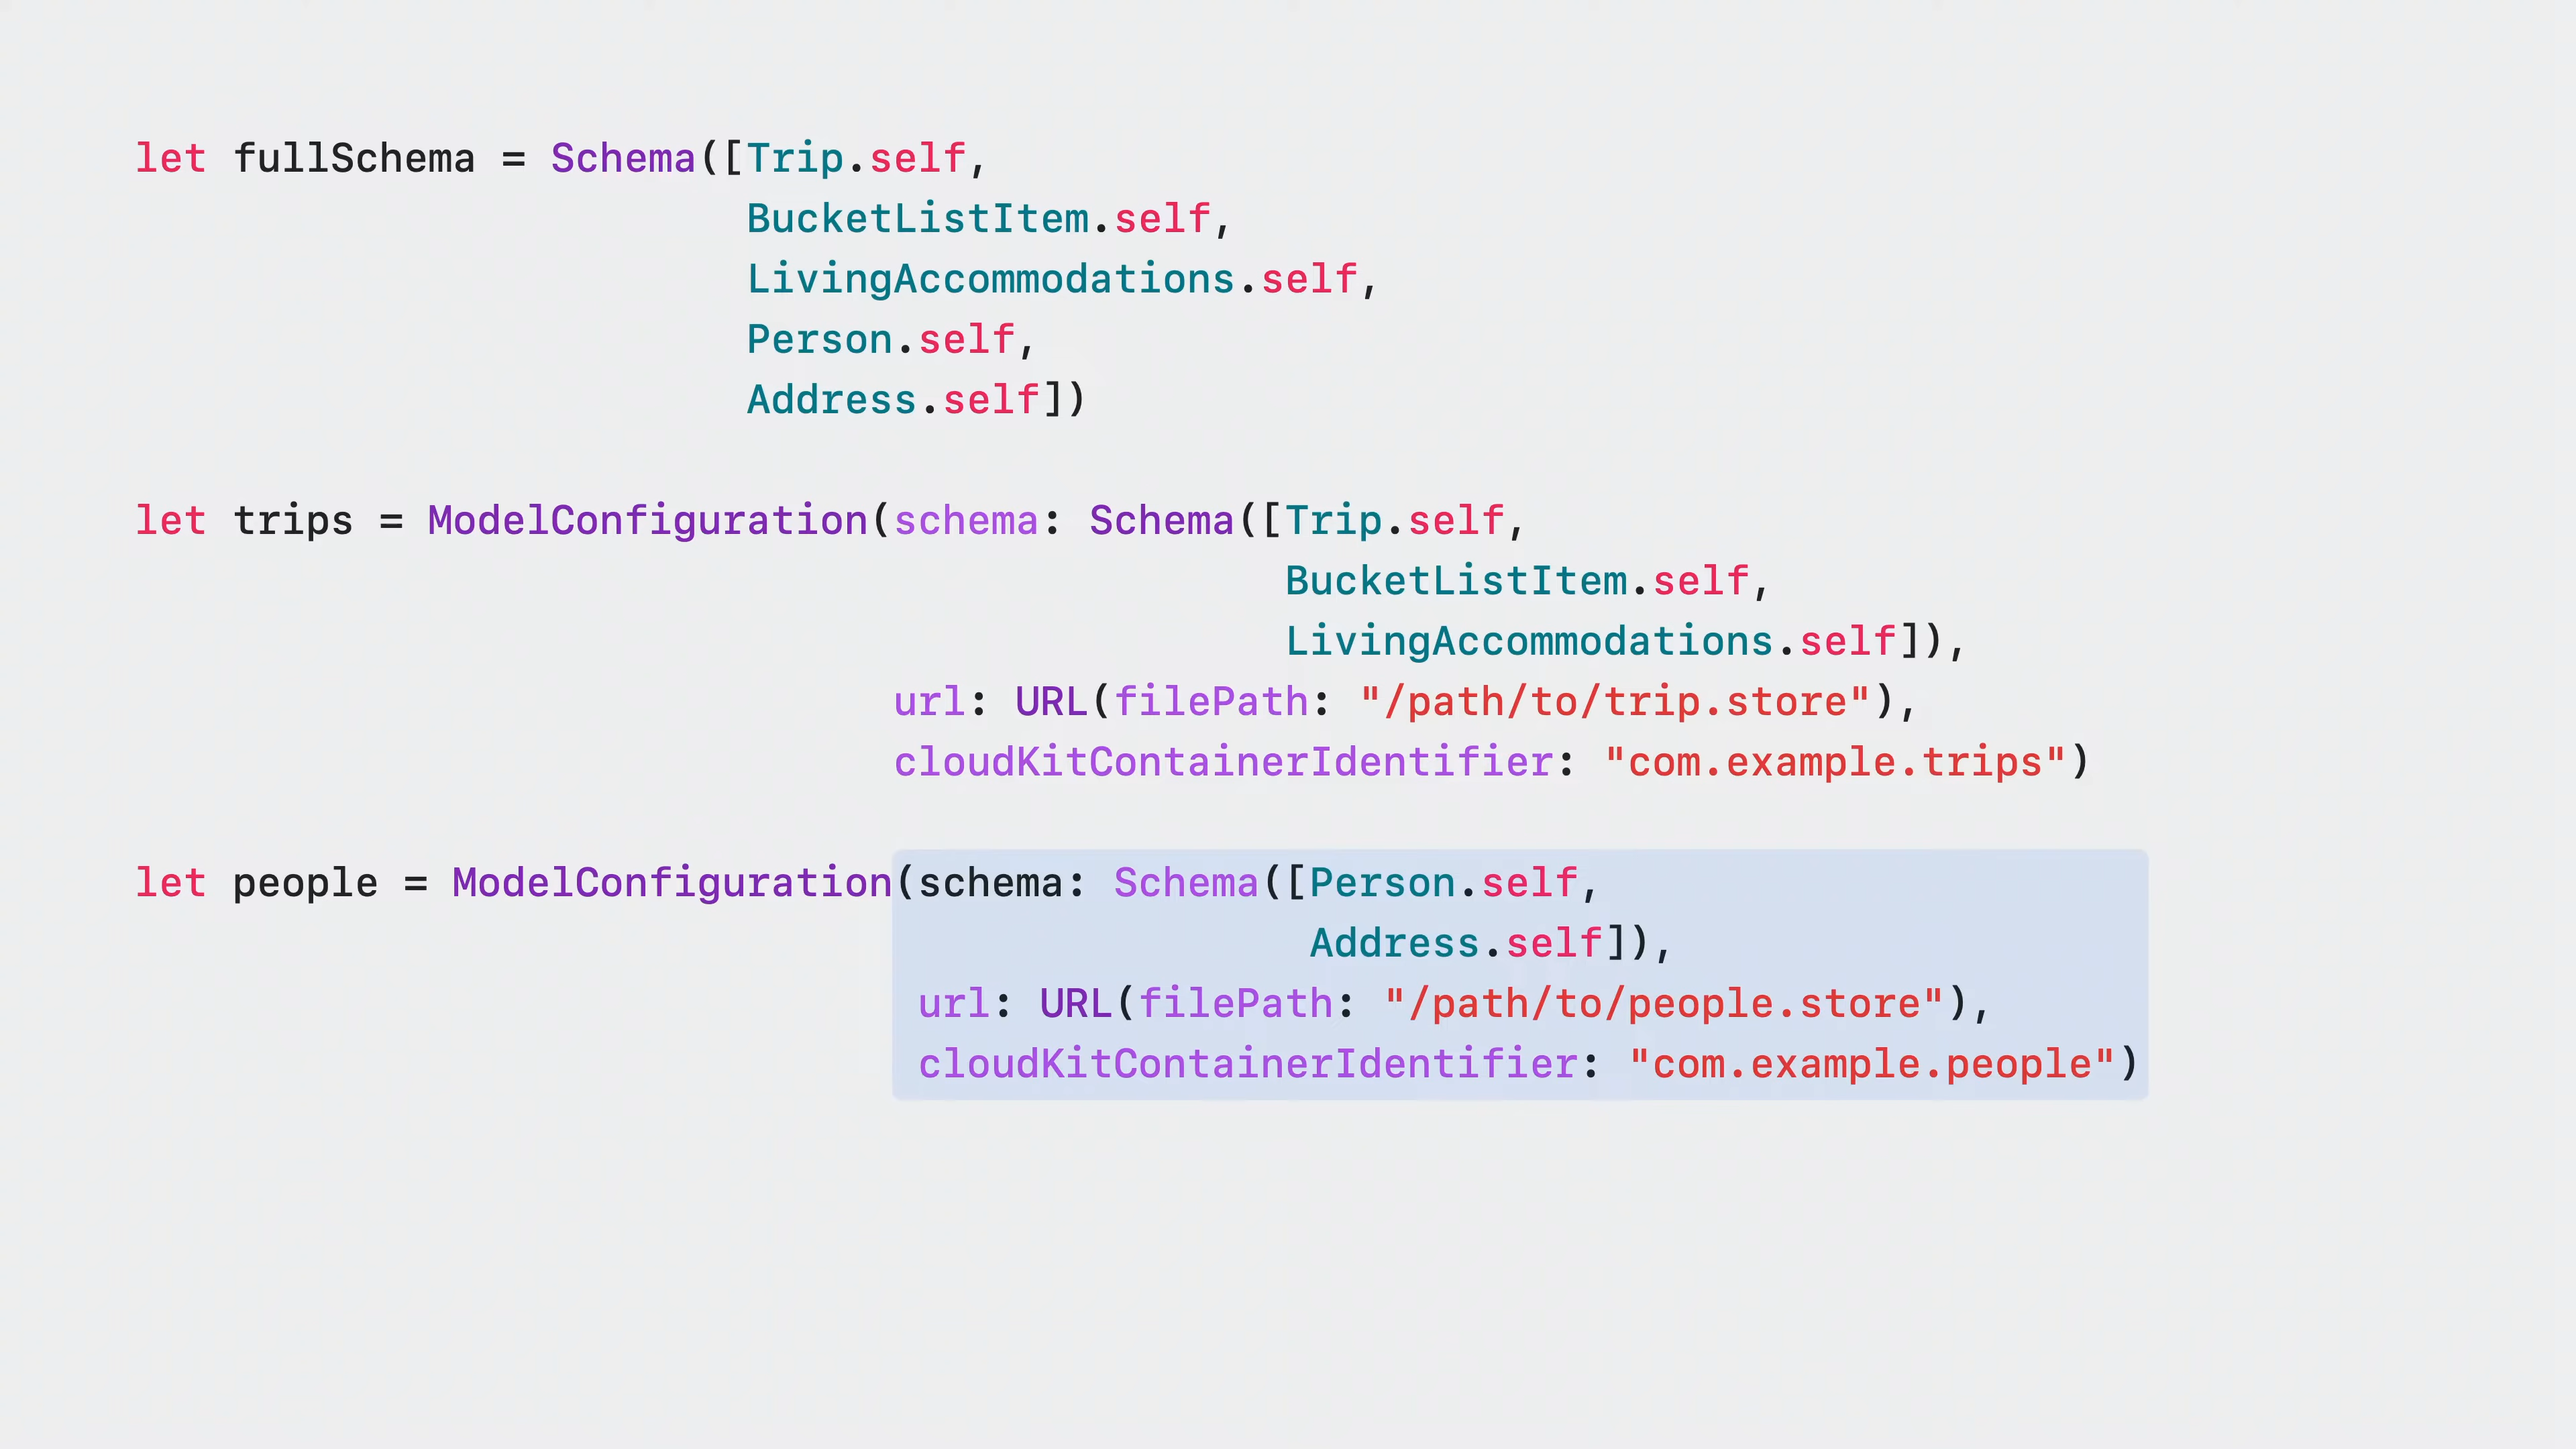 let fullSchema = Schema([Trip.self,
                         BucketListItem.self,
                         LivingAccommodations.self,
                         Person.self,
                         Address.self])

let trips = ModelConfiguration(schema: Schema([Trip.self,
                                               BucketListItem.self,
                                               LivingAccommodations.self]),
                               url: URL(filePath: "/path/to/trip.store"),
                               cloudKitContainerIdentifier: "com.example.trips")

let people = ModelConfiguration(schema: Schema([Person.self,
                                                Address.self]),
                                url: URL(filePath: "/path/to/people.store"),
                                cloudKitContainerIdentifier: "com.example.people")